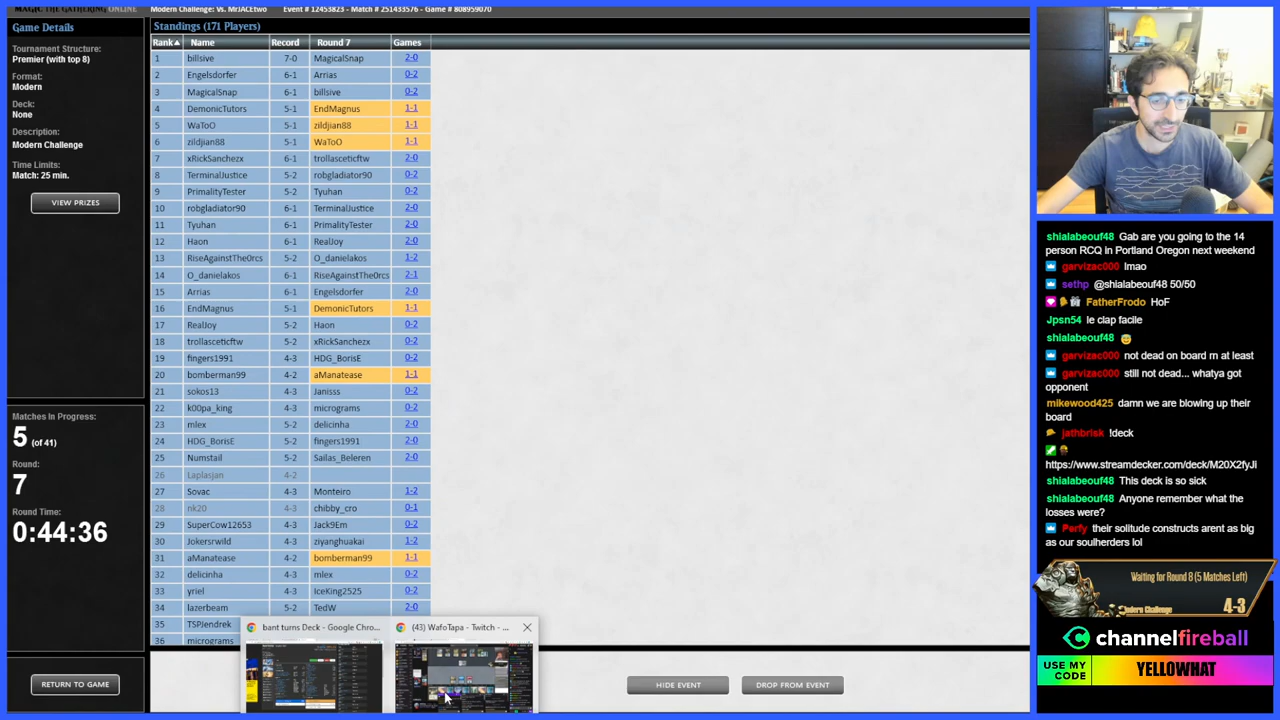 MAGIC THE GATHERING ONLINE
Modern Challenge: Vs. MrJACEtwo Event # 12453823 - Match # 251433576 - Game # 808959070
Game Details
Tournament Structure:
Premier (with top 8)
Format:
Modern
Deck:
None
Description:
Modern Challenge
Time Limits:
Match: 25 min.
VIEW PRIZES
Matches In Progress:
5 (of 41)
Round:
7
Round Time:
0:44:36
RETURN TO GAME
Standings (171 Players)
Rank Name Record Round 7 Games
1 billsive 7-0 MagicalSnap 2-0
2 Engelsdorfer 6-1 Arrias 0-2
3 MagicalSnap 6-1 billsive 0-2
4 DemonicTutors 5-1 EndMagnus 1-1
5 WaToO 5-1 zildjian88 1-1
6 zildjian88 5-1 WaToO 1-1
7 xRickSanchezx 6-1 trollasceticftw 2-0
8 TerminalJustice 5-2 robgladiator90 0-2
9 PrimalityTester 5-2 Tyuhan 0-2
10 robgladiator90 6-1 TerminalJustice 2-0
11 Tyuhan 6-1 PrimalityTester 2-0
12 Haon 6-1 RealJoy 2-0
13 RiseAgainstThe0rcs 5-2 O_danielakos 1-2
14 O_danielakos 6-1 RiseAgainstThe0rcs 2-1
15 Arrias 6-1 Engelsdorfer 2-0
16 EndMagnus 5-1 DemonicTutors 1-1
17 RealJoy 5-2 Haon 0-2
18 trollasceticftw 5-2 xRickSanchezx 0-2
19 fingers1991 4-3 HDG_BorisE 0-2
20 bomberman99 4-2 aManatease 1-1
21 sokos13 4-3 Janisss 0-2
22 k00pa_king 4-3 micrograms 0-2
23 mlex 5-2 delicinha 2-0
24 HDG_BorisE 5-2 fingers1991 2-0
25 Numstail 5-2 Sailas_Beleren 2-0
26 Laplasjan 4-2
27 Sovac 4-3 Monteiro 1-2
28 nk20 4-3 chibby_cro 0-1
29 SuperCow12653 4-3 Jack9Em 0-2
30 Jokersrwild 4-3 ziyanghuakai 1-2
31 aManatease 4-2 bomberman99 1-1
32 delicinha 4-3 mlex 0-2
33 yriel 4-3 IceKing2525 0-2
34 lazerbeam 5-2 TedW 2-0
35 TSPJendrek
36 micrograms
bant turns Deck - Google Chro...
(43) WafoTapa - Twitch - ...
HIDE EVENT
DROP FROM EVENT
shialabeouf48 Gab are you going to the 14
person RCQ in Portland Oregon next weekend
garvizac000 lmao
sethp @shialabeouf48 50/50
FatherFrodo HoF
Jpsn54 le clap facile
shialabeouf48
garvizac000 not dead on board rn at least
garvizac000 still not dead... whatya got
opponent
mikewood425 damn we are blowing up their
board
jathbrisk !deck
https://www.streamdecker.com/deck/M20X2fyJi
shialabeouf48 This deck is so sick
shialabeouf48 Anyone remember what the
losses were?
Perfy their solitude constructs arent as big
as our soulherders lol
Waiting for Round 8 (5 Matches Left)
Modern Challenge 4-3
channelfireball
USE MY
CODE
YELLOWHAT